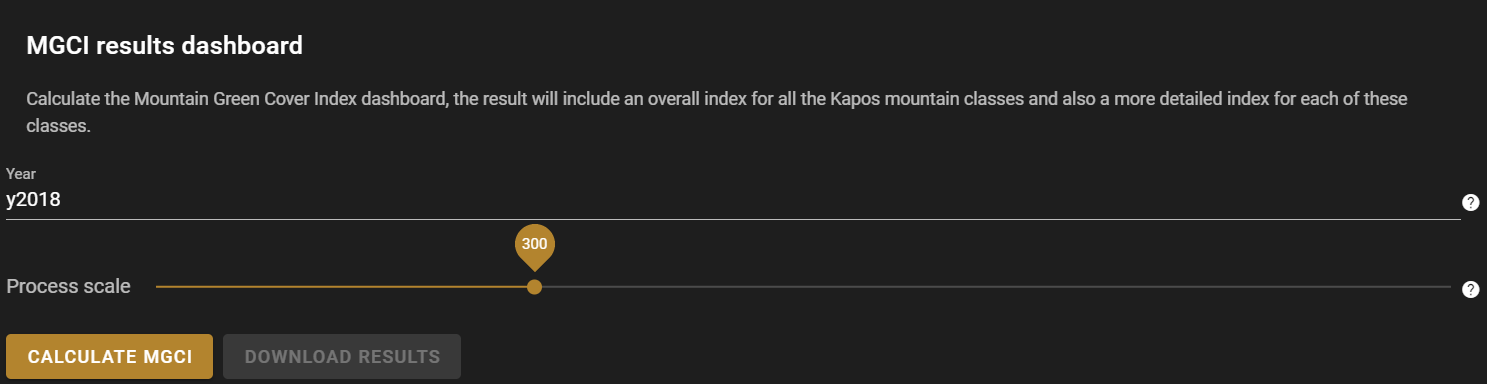 MGCI results dashboard
Calculate the Mountain Green Cover Index dashboard, the result will include an overall index for all the Kapos mountain classes and also a more detailed index for each of these
classes.
Year
y2018
?
300
Process scale
?
CALCULATE MGCI
DOWNLOAD RESULTS